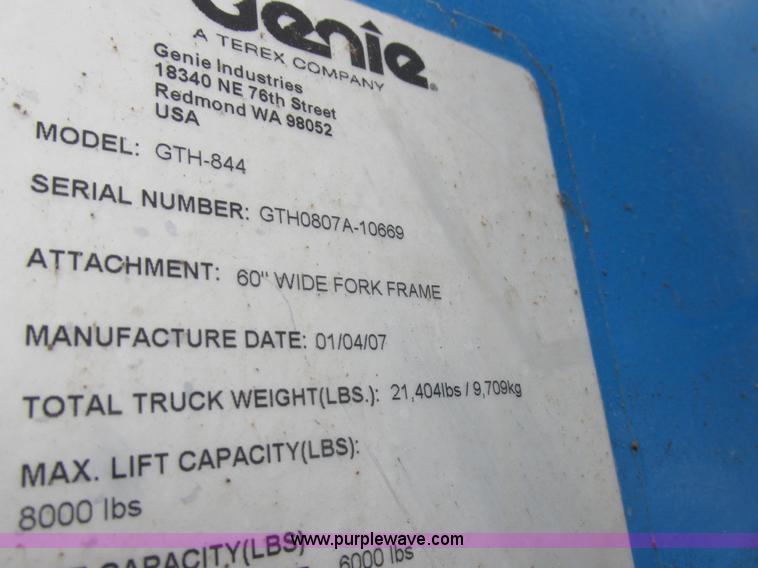 Genie
A TEREX COMPANY
Genie Industries
18340 NE 76th Street
Redmond WA 98052
USA
MODEL: GTH-844
SERIAL NUMBER: GTH0807A-10669
ATTACHMENT: 60" WIDE FORK FRAME
MANUFACTURE DATE: 01/04/07
TOTAL TRUCK WEIGHT(LBS.): 21,404lbs / 9,709kg
MAX. LIFT CAPACITY(LBS):
8000 lbs
CAPACITY(LBS) 6000 lbs
www.purplewave.com